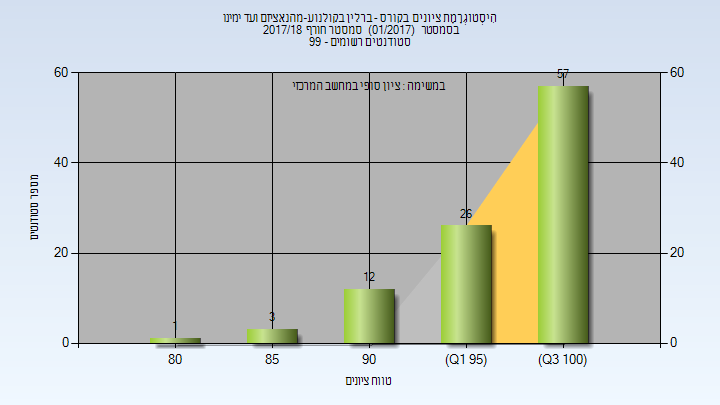 היסטוגרמת ציונים בקורס - ברלין בקולנוע-מהנאציזם ועד ימינו
בסמסטר (01/2017) סמסטר חורף 2017/18
סטודנטים רשומים - 99
במשימה : ציון סופי במחשב המרכזי
מספר סטודנטים
60
40
20
0
60
40
20
0
1
3
12
26
57
80
85
90
(Q1 95)
(Q3 100)
טווח ציונים